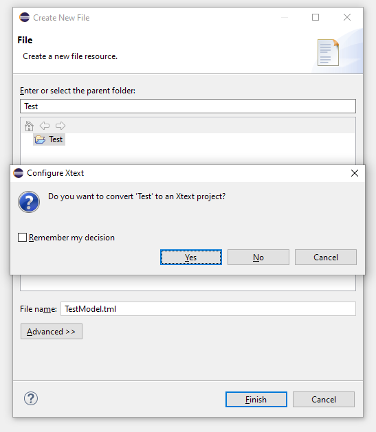 Create New File
File
Create a new file resource.
Enter or select the parent folder:
Test
Test
Configure Xtext
Do you want to convert 'Test' to an Xtext project?
Remember my decision
Yes No Cancel
File name: TestModel.tml
Advanced >>
Finish Cancel